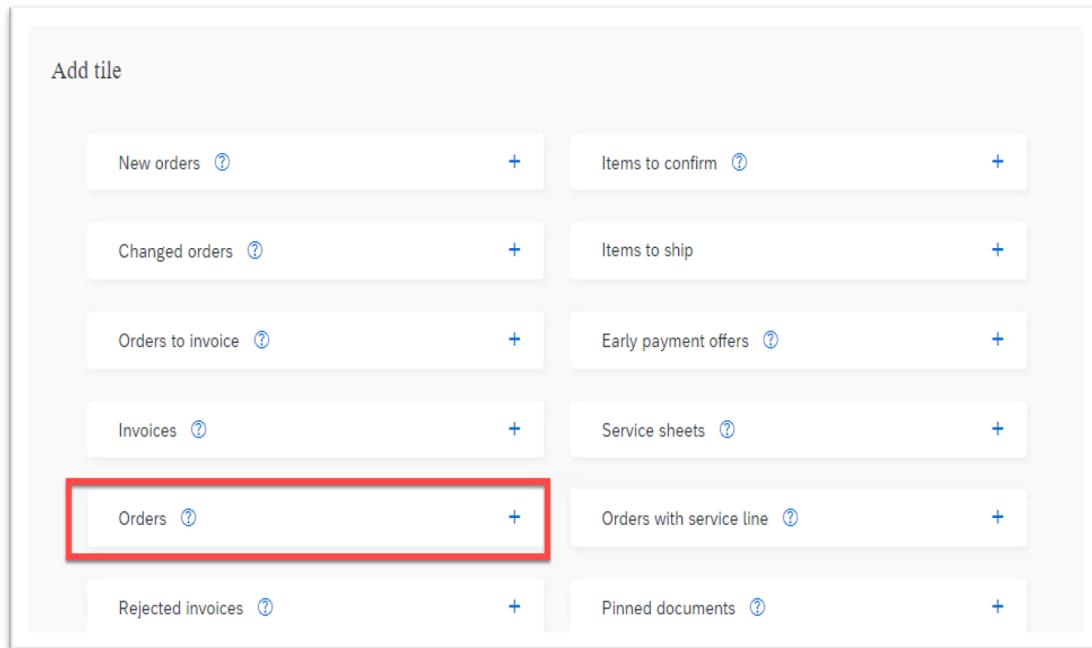 Add tile
New orders ? +
Items to confirm ? +
Changed orders ? +
Items to ship +
Orders to invoice ? +
Early payment offers ? +
Invoices ? +
Service sheets ? +
Orders ? +
Orders with service line ? +
Rejected invoices ? +
Pinned documents ? +